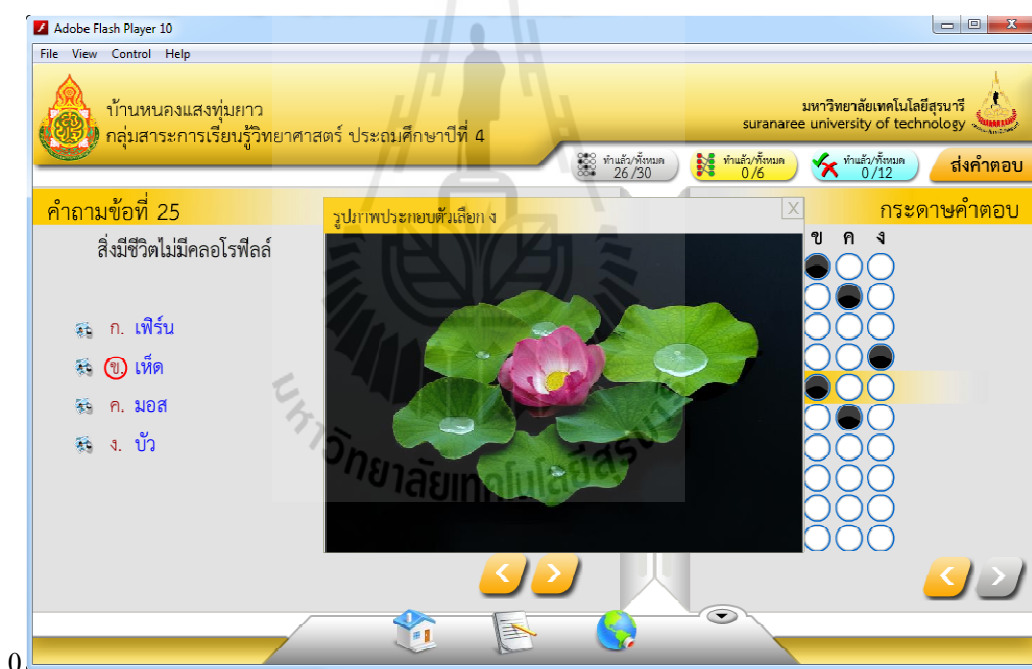 Adobe Flash Player 10
File View Control Help
บ้านหนองแสงทุ่มยาว
กลุ่มสาระการเรียนรู้วิทยาศาสตร์ ประถมศึกษาปีที่ 4
มหาวิทยาลัยเทคโนโลยีสุรนารี
suranaree university of technology
ทำแล้ว/ทั้งหมด
26/30
ทำแล้ว/ทั้งหมด
0/6
ทำแล้ว/ทั้งหมด
0/12
ส่งคำตอบ
คำถามข้อที่ 25
รูปภาพประกอบตัวเลือก ง
X
กระดาษคำตอบ
สิ่งมีชีวิตไม่มีคลอโรฟีลล์
ข ค ง
ก. เฟิร์น
ข. เห็ด
ค. มอส
ง. บัว
มหาวิทยาลัยเทคโนโลยีสุรนารี
0.